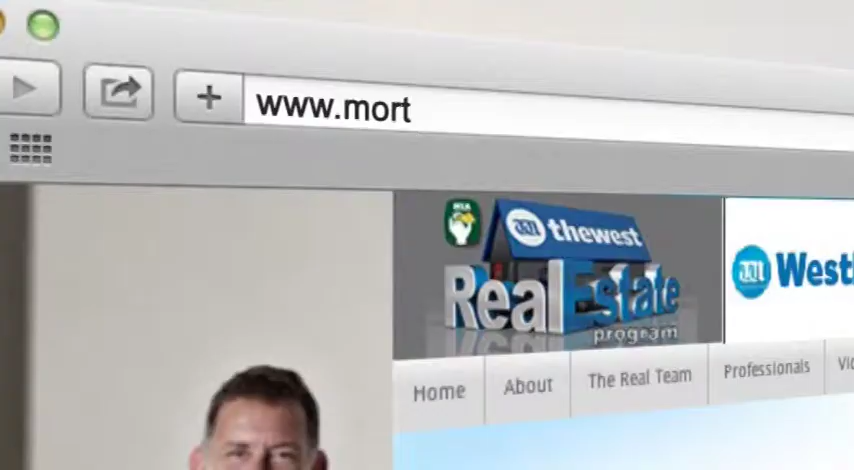 www.mort
thewest
Real Estate
program
West
Home
About
The Real Team
Professionals